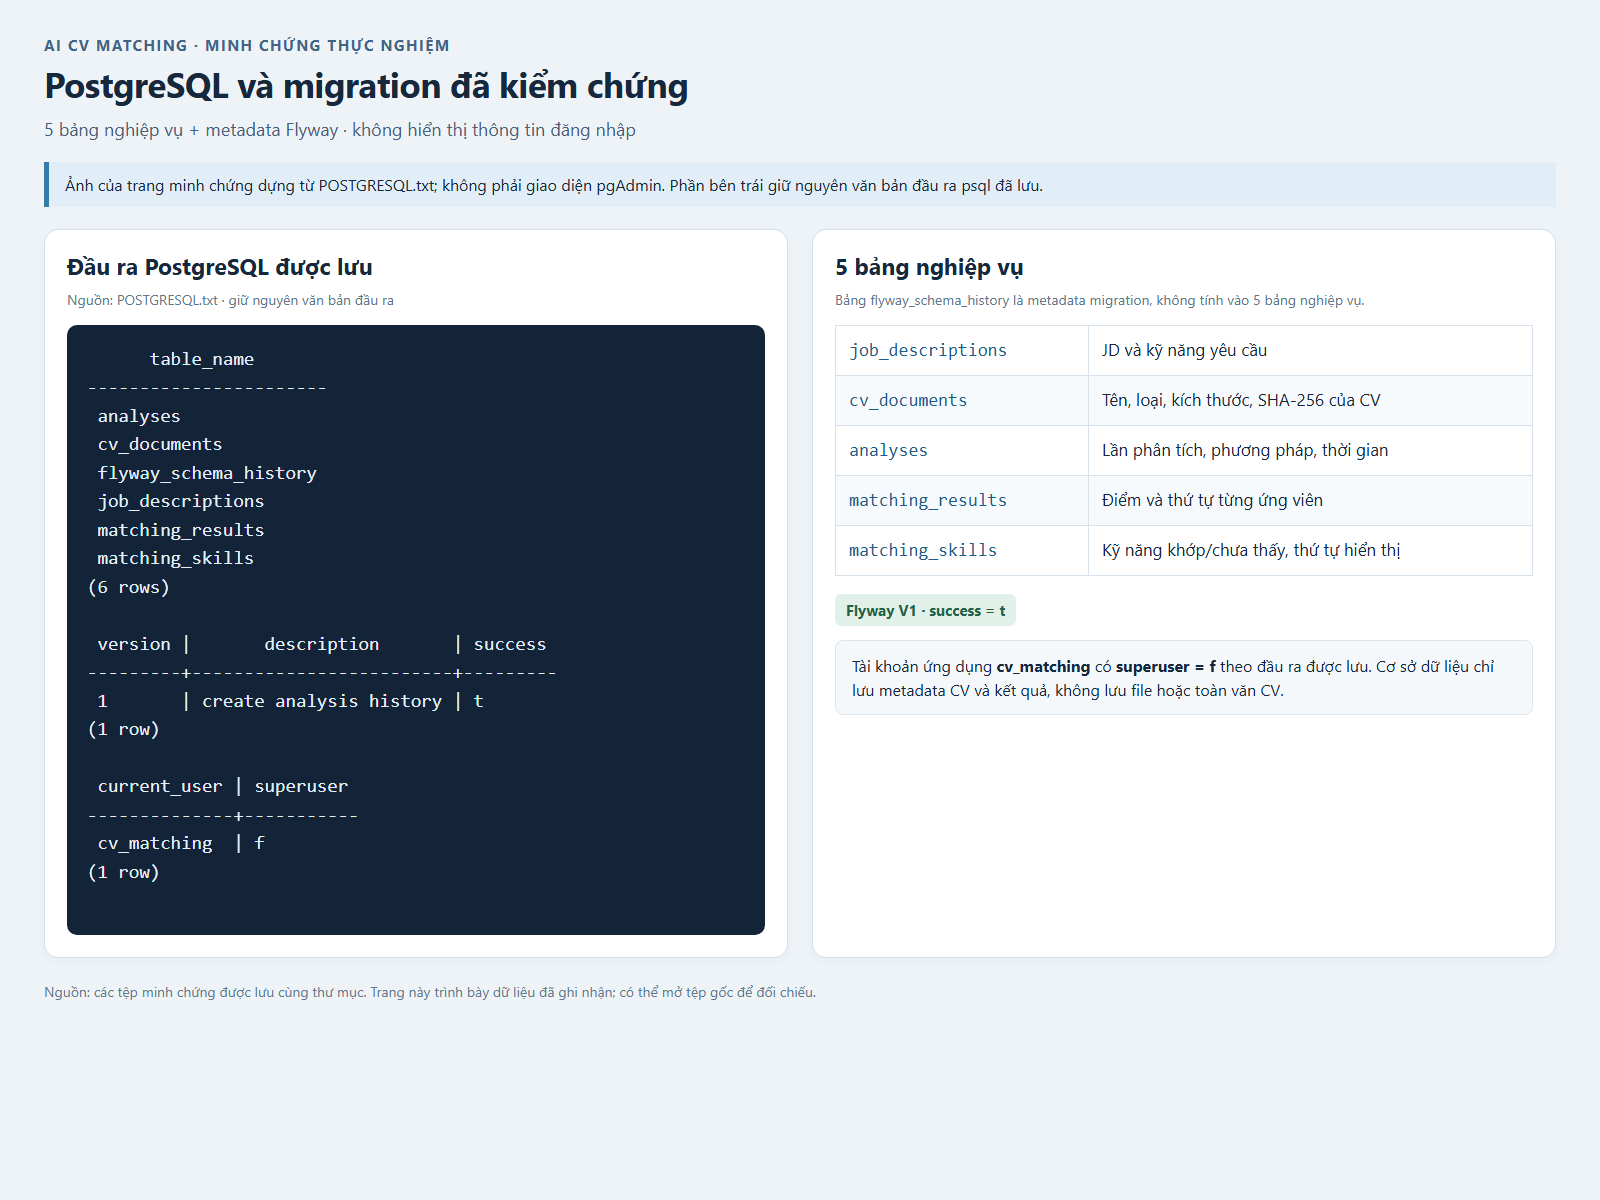 AI CV MATCHING · MINH CHỨNG THỰC NGHIỆM
PostgreSQL và migration đã kiểm chứng
5 bảng nghiệp vụ + metadata Flyway · không hiển thị thông tin đăng nhập
Ảnh của trang minh chứng dựng từ POSTGRESQL.txt; không phải giao diện pgAdmin. Phần bên trái giữ nguyên văn bản đầu ra psql đã lưu.
Đầu ra PostgreSQL được lưu
Nguồn: POSTGRESQL.txt · giữ nguyên văn bản đầu ra
      table_name
-----------------------
 analyses
 cv_documents
 flyway_schema_history
 job_descriptions
 matching_results
 matching_skills
(6 rows)
 version |       description       | success
---------+-------------------------+---------
 1       | create analysis history | t
(1 row)
 current_user | superuser
--------------+-----------
 cv_matching  | f
(1 row)
5 bảng nghiệp vụ
Bảng flyway_schema_history là metadata migration, không tính vào 5 bảng nghiệp vụ.
job_descriptions JD và kỹ năng yêu cầu
cv_documents Tên, loại, kích thước, SHA-256 của CV
analyses Lần phân tích, phương pháp, thời gian
matching_results Điểm và thứ tự từng ứng viên
matching_skills Kỹ năng khớp/chưa thấy, thứ tự hiển thị
Flyway V1 · success = t
Tài khoản ứng dụng cv_matching có superuser = f theo đầu ra được lưu. Cơ sở dữ liệu chỉ
lưu metadata CV và kết quả, không lưu file hoặc toàn văn CV.
Nguồn: các tệp minh chứng được lưu cùng thư mục. Trang này trình bày dữ liệu đã ghi nhận; có thể mở tệp gốc để đối chiếu.